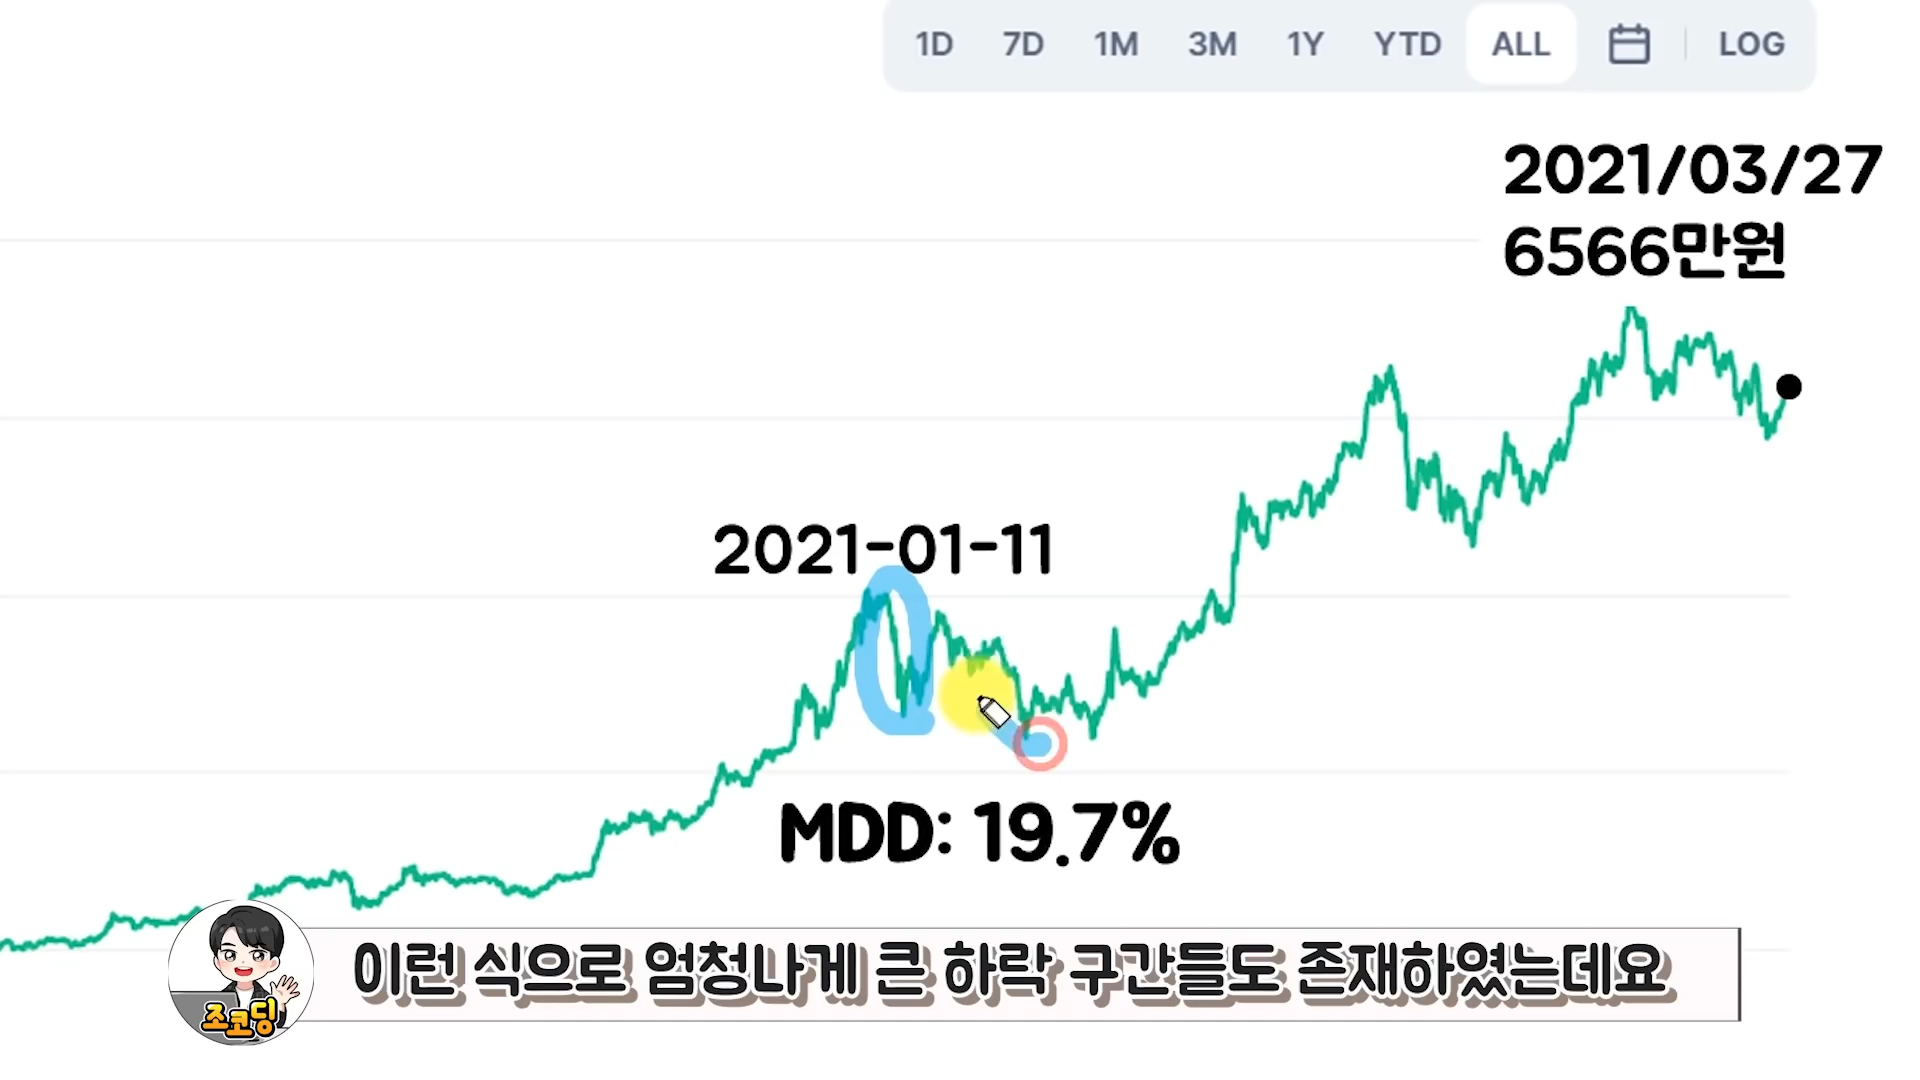 1D 7D 1M 3M 1Y YTD ALL LOG
2021/03/27
6566만원
2021-01-11
MDD: 19.7%
이런 식으로 엄청나게 큰 하락 구간들도 존재하였는데요
조코딩